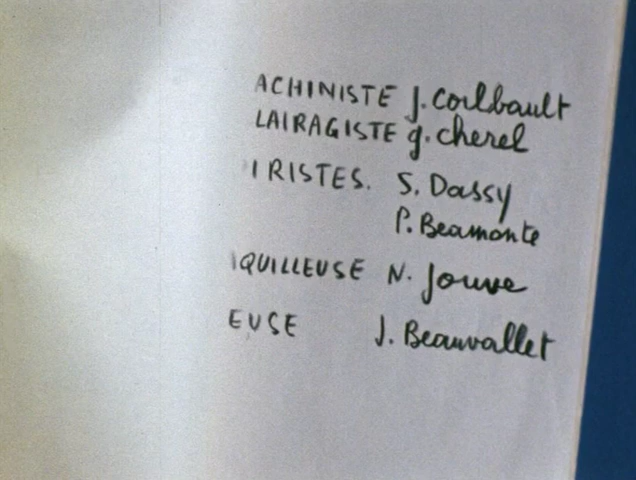 ACHINISTE J. Coilbault
LAIRAGISTE g. cherel
IRISTES. S. Dassy
P. Beamonte
IQUILLEUSE N. Jouve
EUSE J. Beauvallet